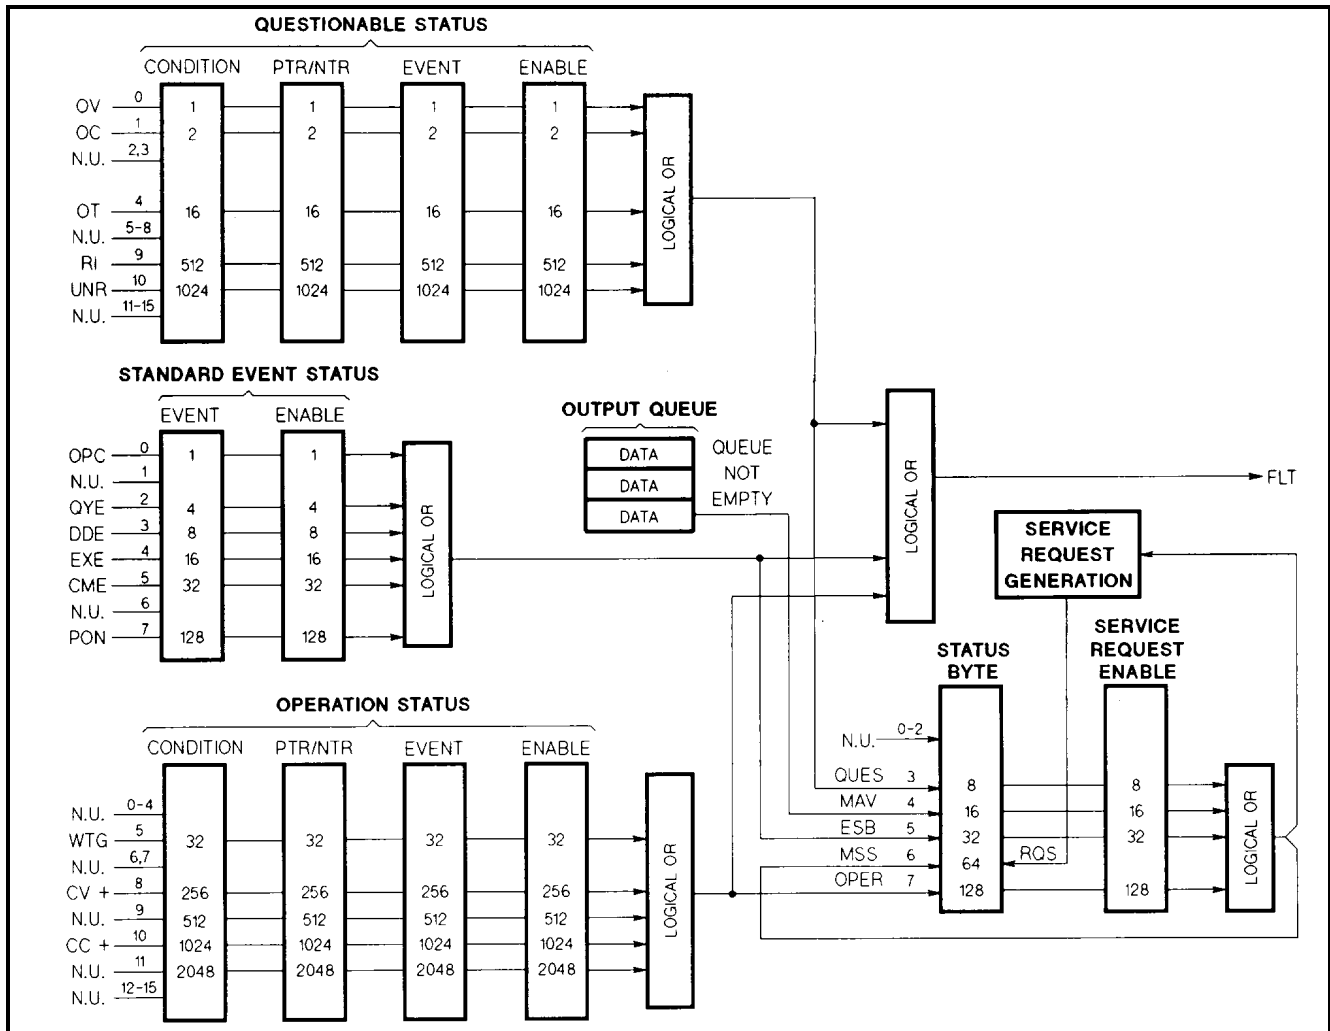 QUESTIONABLE STATUS
CONDITION PTR/NTR EVENT ENABLE
OV 0 1 1 1 1
OC 1 2 2 2 2
N.U. 2,3
OT 4 16 16 16 16
N.U. 5-8
RI 9 512 512 512 512
UNR 10 1024 1024 1024 1024
N.U. 11-15
LOGICAL OR
STANDARD EVENT STATUS
EVENT ENABLE
OPC 0 1 1
N.U. 1
QYE 2 4 4
DDE 3 8 8
EXE 4 16 16
CME 5 32 32
N.U. 6
PON 7 128 128
LOGICAL OR
OUTPUT QUEUE
DATA
DATA
DATA
QUEUE
NOT
EMPTY
LOGICAL OR
FLT
SERVICE
REQUEST
GENERATION
OPERATION STATUS
CONDITION PTR/NTR EVENT ENABLE
N.U. 0-4
WTG 5 32 32 32 32
N.U. 6,7
CV + 8 256 256 256 256
N.U. 9 512 512 512 512
CC + 10 1024 1024 1024 1024
N.U. 11 2048 2048 2048 2048
N.U. 12-15
LOGICAL OR
STATUS
BYTE
SERVICE
REQUEST
ENABLE
N.U. 0-2
QUES 3 8 8
MAV 4 16 16
ESB 5 32 32
MSS 6 64 RQS
OPER 7 128 128
LOGICAL OR